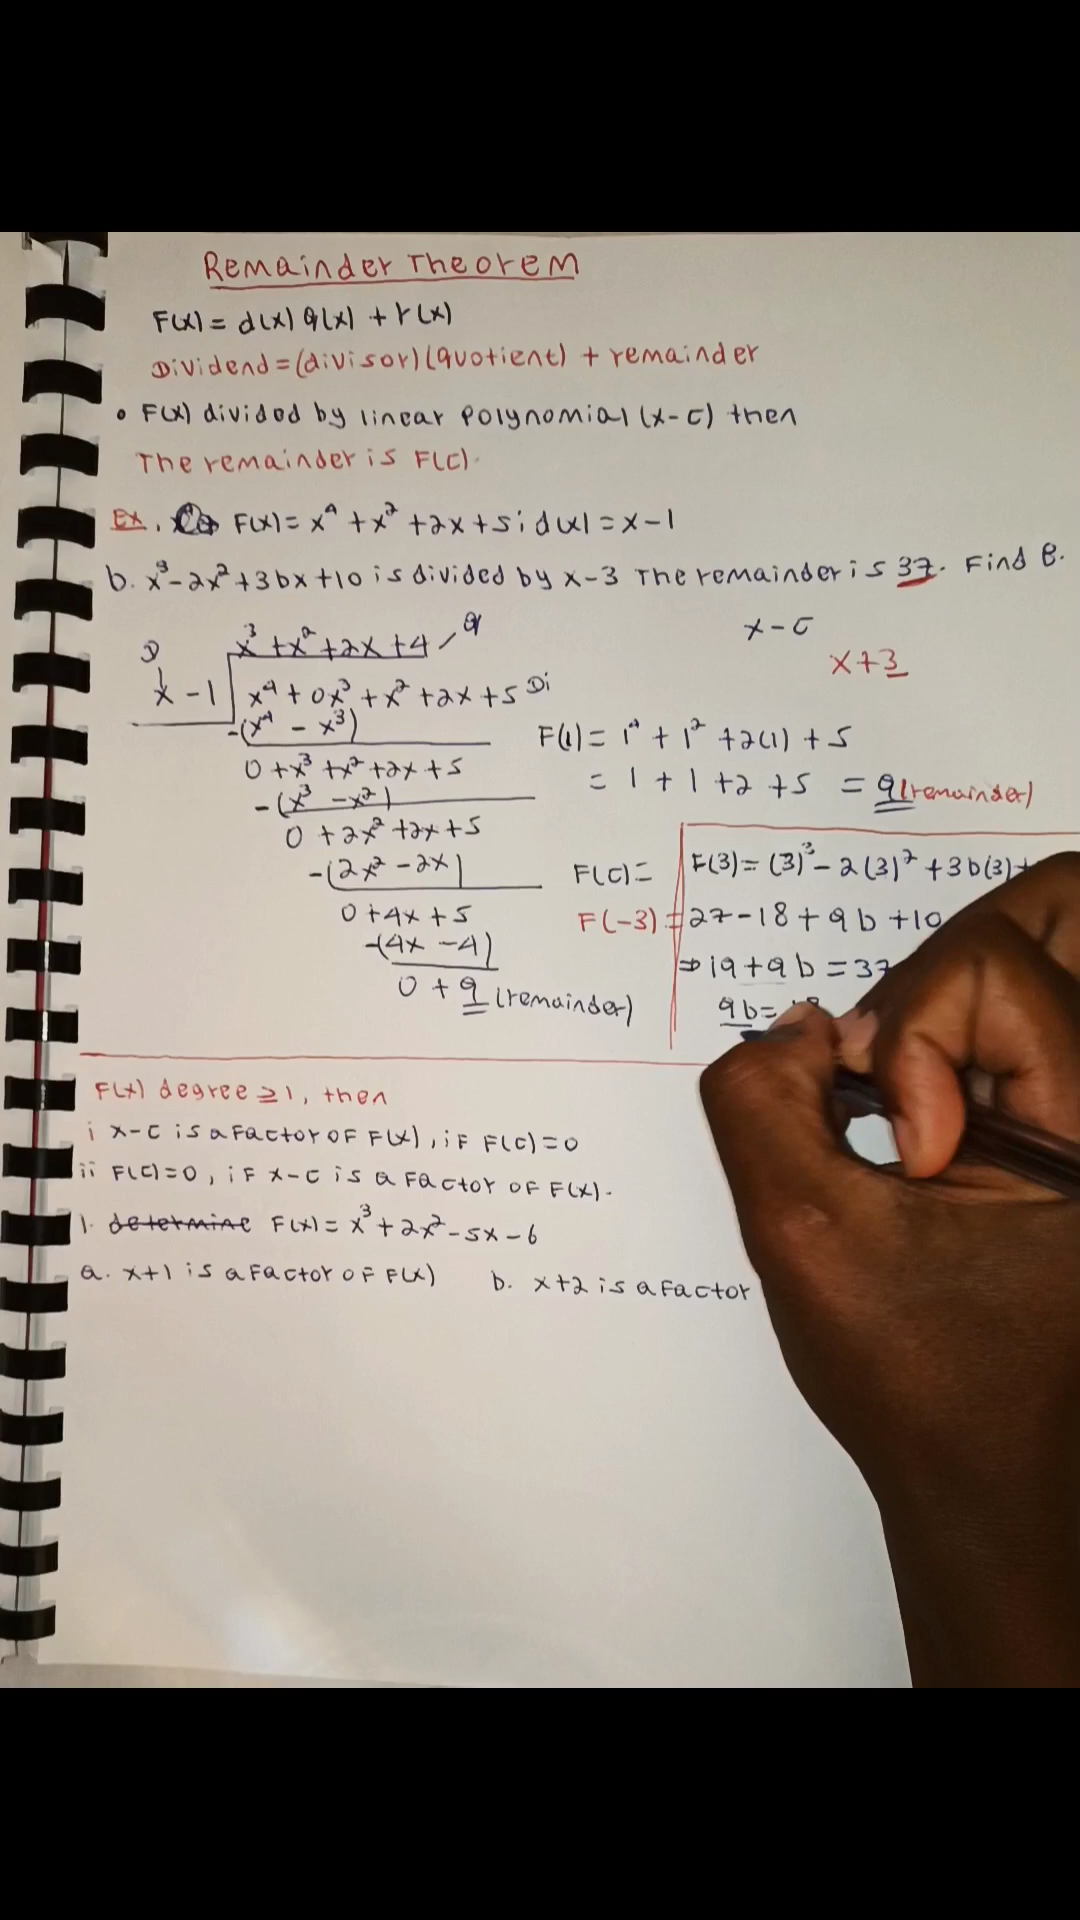 Remainder Theorem
F(x) = d(x) Q(x) + r(x)
Dividend = (divisor) (quotient) + remainder
• F(x) divided by linear polynomial (x-c) then
The remainder is F(c).
Ex. F(x) = x⁴ + x² + 2x + 5 ; d(x) = x - 1
b. x³ - 2x² + 3bx + 10 is divided by x - 3 The remainder is 37. Find B.
x - c
x + 3
x³ + x² + 2x + 4
D
x - 1 x⁴ + 0x³ + x² + 2x + 5 Di
-(x⁴ - x³)
0 + x³ + x² + 2x + 5
-(x³ - x²)
0 + 2x² + 2x + 5
-(2x² - 2x)
0 + 4x + 5
-(4x - 4)
0 + 9 (remainder)
F(1) = 1⁴ + 1² + 2(1) + 5
= 1 + 1 + 2 + 5 = 9 (remainder)
F(c) =
F(-3) =
F(3) = (3)³ - 2(3)² + 3b(3) +
27 - 18 + 9b + 10
⇒ 19 + 9b = 37
9b =
F(x) degree ≥ 1, then
i x-c is a factor of F(x), if F(c) = 0
ii F(c) = 0, if x-c is a factor of F(x).
1. determine F(x) = x³ + 2x² - 5x - 6
a. x+1 is a factor of F(x) b. x+2 is a factor